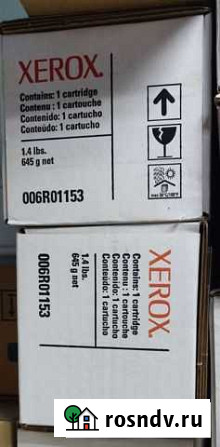 XEROX.
Contains: 1 cartridge
Contenu : 1 cartouche
Contenido: 1 cartucho
Conteúdo: 1 cartucho
1.4 lbs.
645 g net
006R01153
XEROX.
Contains: 1 cartridge
Contenu : 1 cartouche
Contenido: 1 cartucho
Conteúdo: 1 cartucho
1.4 lbs.
645 g net
006R01153
rosndv.ru